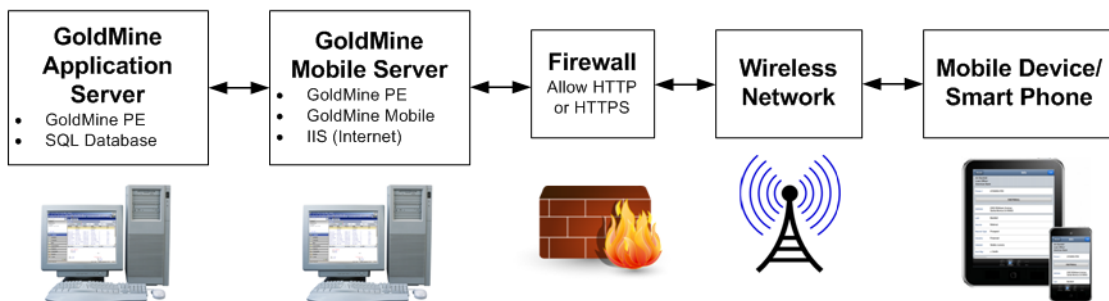 GoldMine
Application
Server
• GoldMine PE
• SQL Database
GoldMine
Mobile Server
• GoldMine PE
• GoldMine Mobile
• IIS (Internet)
Firewall
Allow HTTP
or HTTPS
Wireless
Network
Mobile Device/
Smart Phone